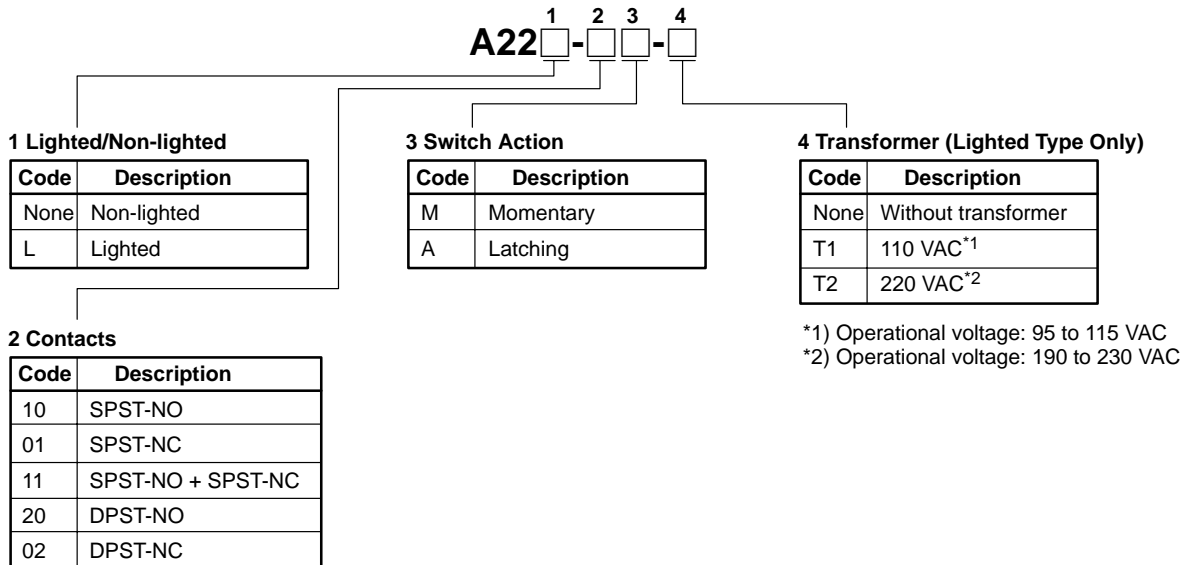 1 2 3 4
A22□-□□-□
1 Lighted/Non-lighted
Code Description
None Non-lighted
L Lighted
3 Switch Action
Code Description
M Momentary
A Latching
4 Transformer (Lighted Type Only)
Code Description
None Without transformer
T1 110 VAC*1
T2 220 VAC*2
*1) Operational voltage: 95 to 115 VAC
*2) Operational voltage: 190 to 230 VAC
2 Contacts
Code Description
10 SPST-NO
01 SPST-NC
11 SPST-NO + SPST-NC
20 DPST-NO
02 DPST-NC